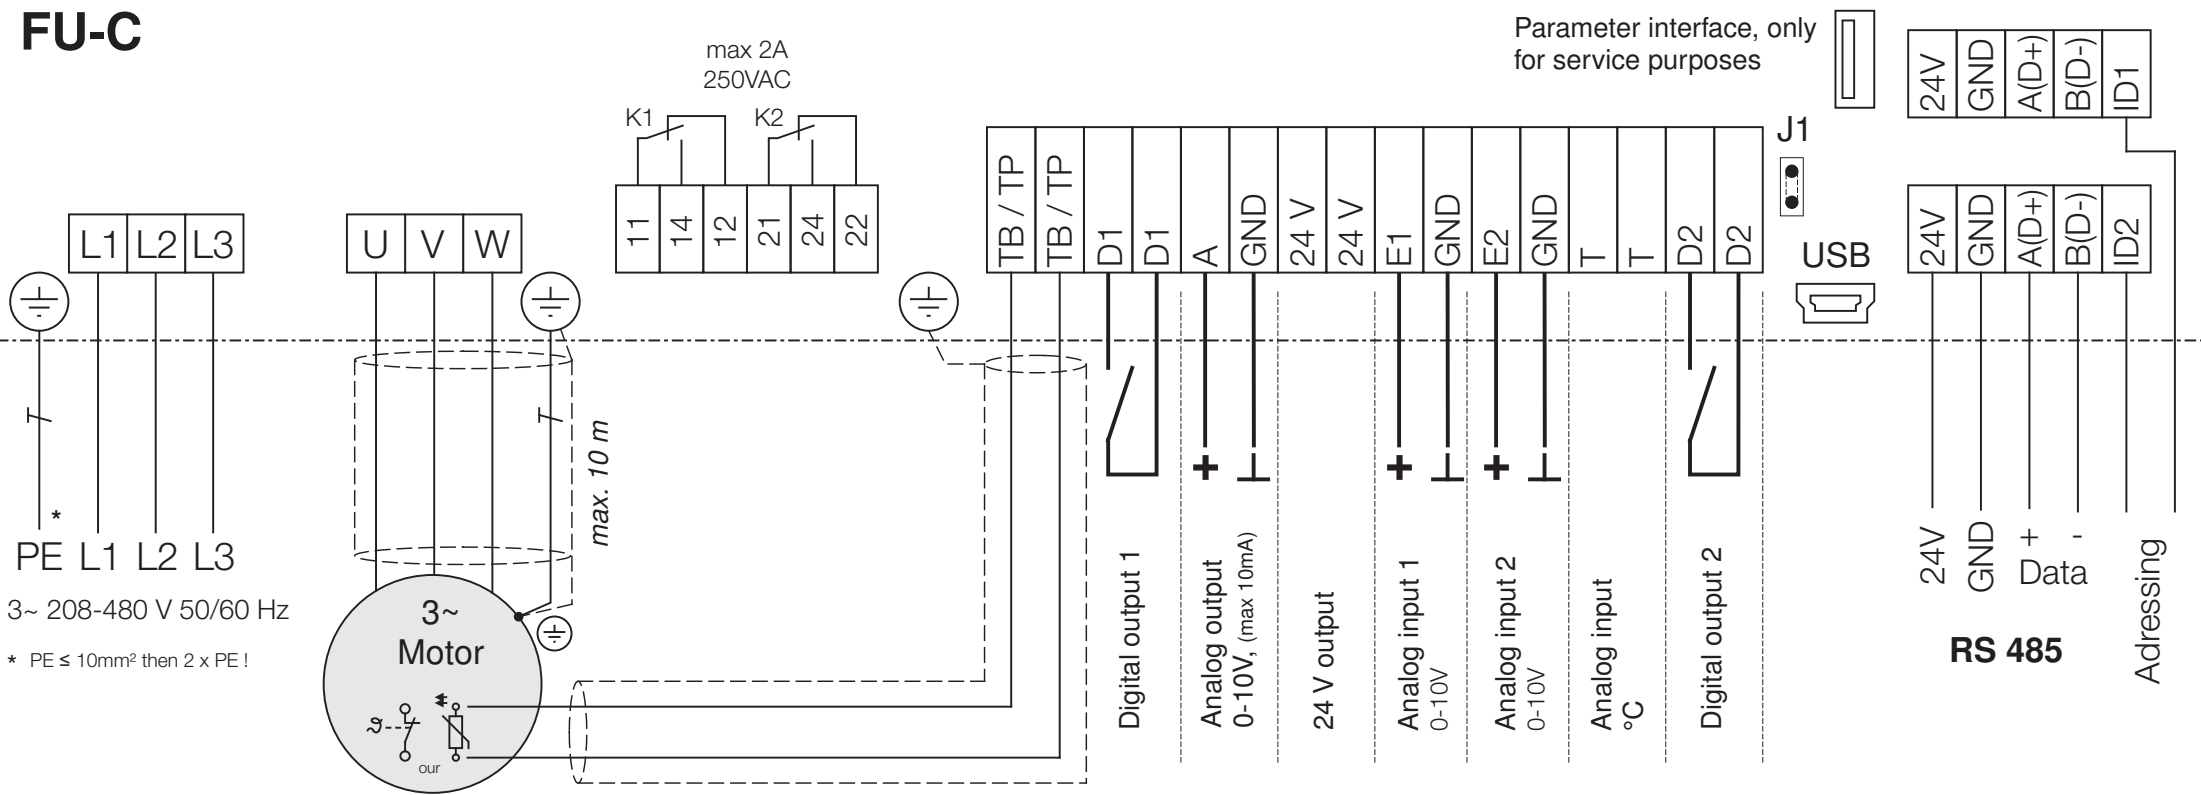 FU-C
max 2A
250VAC
K1
K2
11
14
12
21
24
22
L1 L2 L3
U V W
PE L1 L2 L3
*
3~ 208-480 V 50/60 Hz
* PE ≤ 10mm² then 2 x PE !
max. 10 m
3~
Motor
our
TB / TP
TB / TP
D1
D1
A
GND
24 V
24 V
E1
GND
E2
GND
T
T
D2
D2
+
+
+
Digital output 1
Analog output
0-10V, (max 10mA)
24 V output
Analog input 1
0-10V
Analog input 2
0-10V
Analog input
°C
Digital output 2
Parameter interface, only
for service purposes
J1
USB
24V
GND
A(D+)
B(D-)
ID1
24V
GND
A(D+)
B(D-)
ID2
24V
GND
+ -
Data
Adressing
RS 485